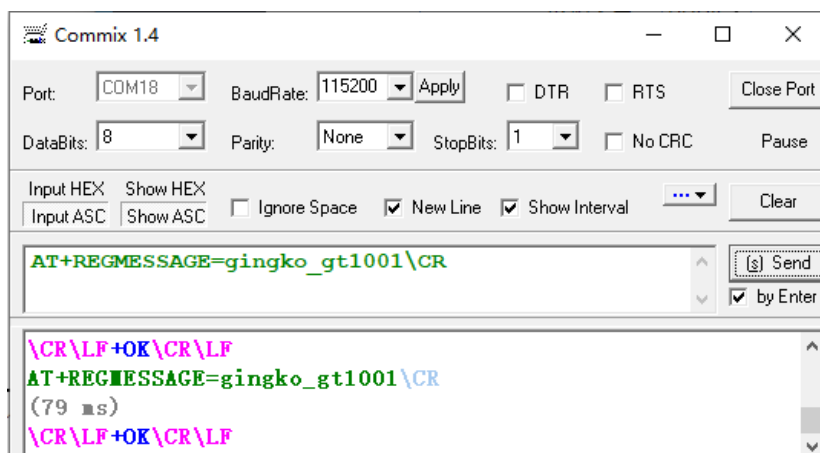 Commix 1.4
Port: COM18 BaudRate: 115200 Apply DTR RTS Close Port
DataBits: 8 Parity: None StopBits: 1 No CRC Pause
Input HEX Show HEX
Input ASC Show ASC Ignore Space New Line Show Interval ... Clear
AT+REGMESSAGE=gingko_gt1001\CR
(s) Send
by Enter
\CR\LF+OK\CR\LF
AT+REGMESSAGE=gingko_gt1001\CR
(79 ms)
\CR\LF+OK\CR\LF